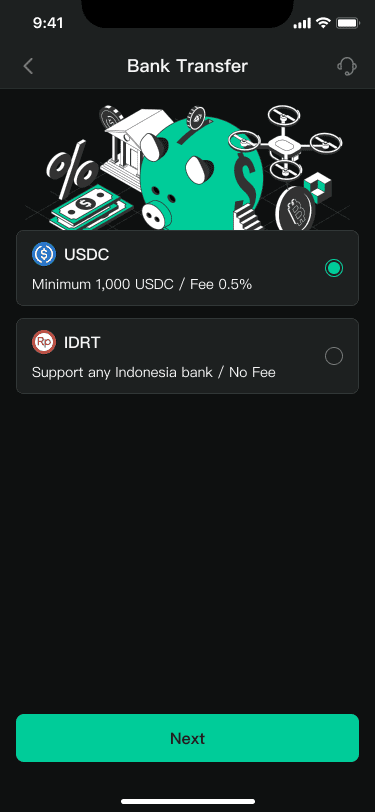 9:41
Bank Transfer
USDC
Minimum 1,000 USDC / Fee 0.5%
Rp
IDRT
Support any Indonesia bank / No Fee
Next